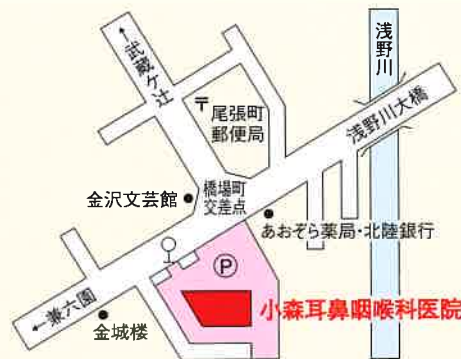 ←武蔵ケ辻
浅野川
〒
尾張町
郵便局
浅野川大橋
金沢文芸館
橋場町
交差点
あおぞら薬局・北陸銀行
P
小森耳鼻咽喉科医院
←兼六園
金城楼